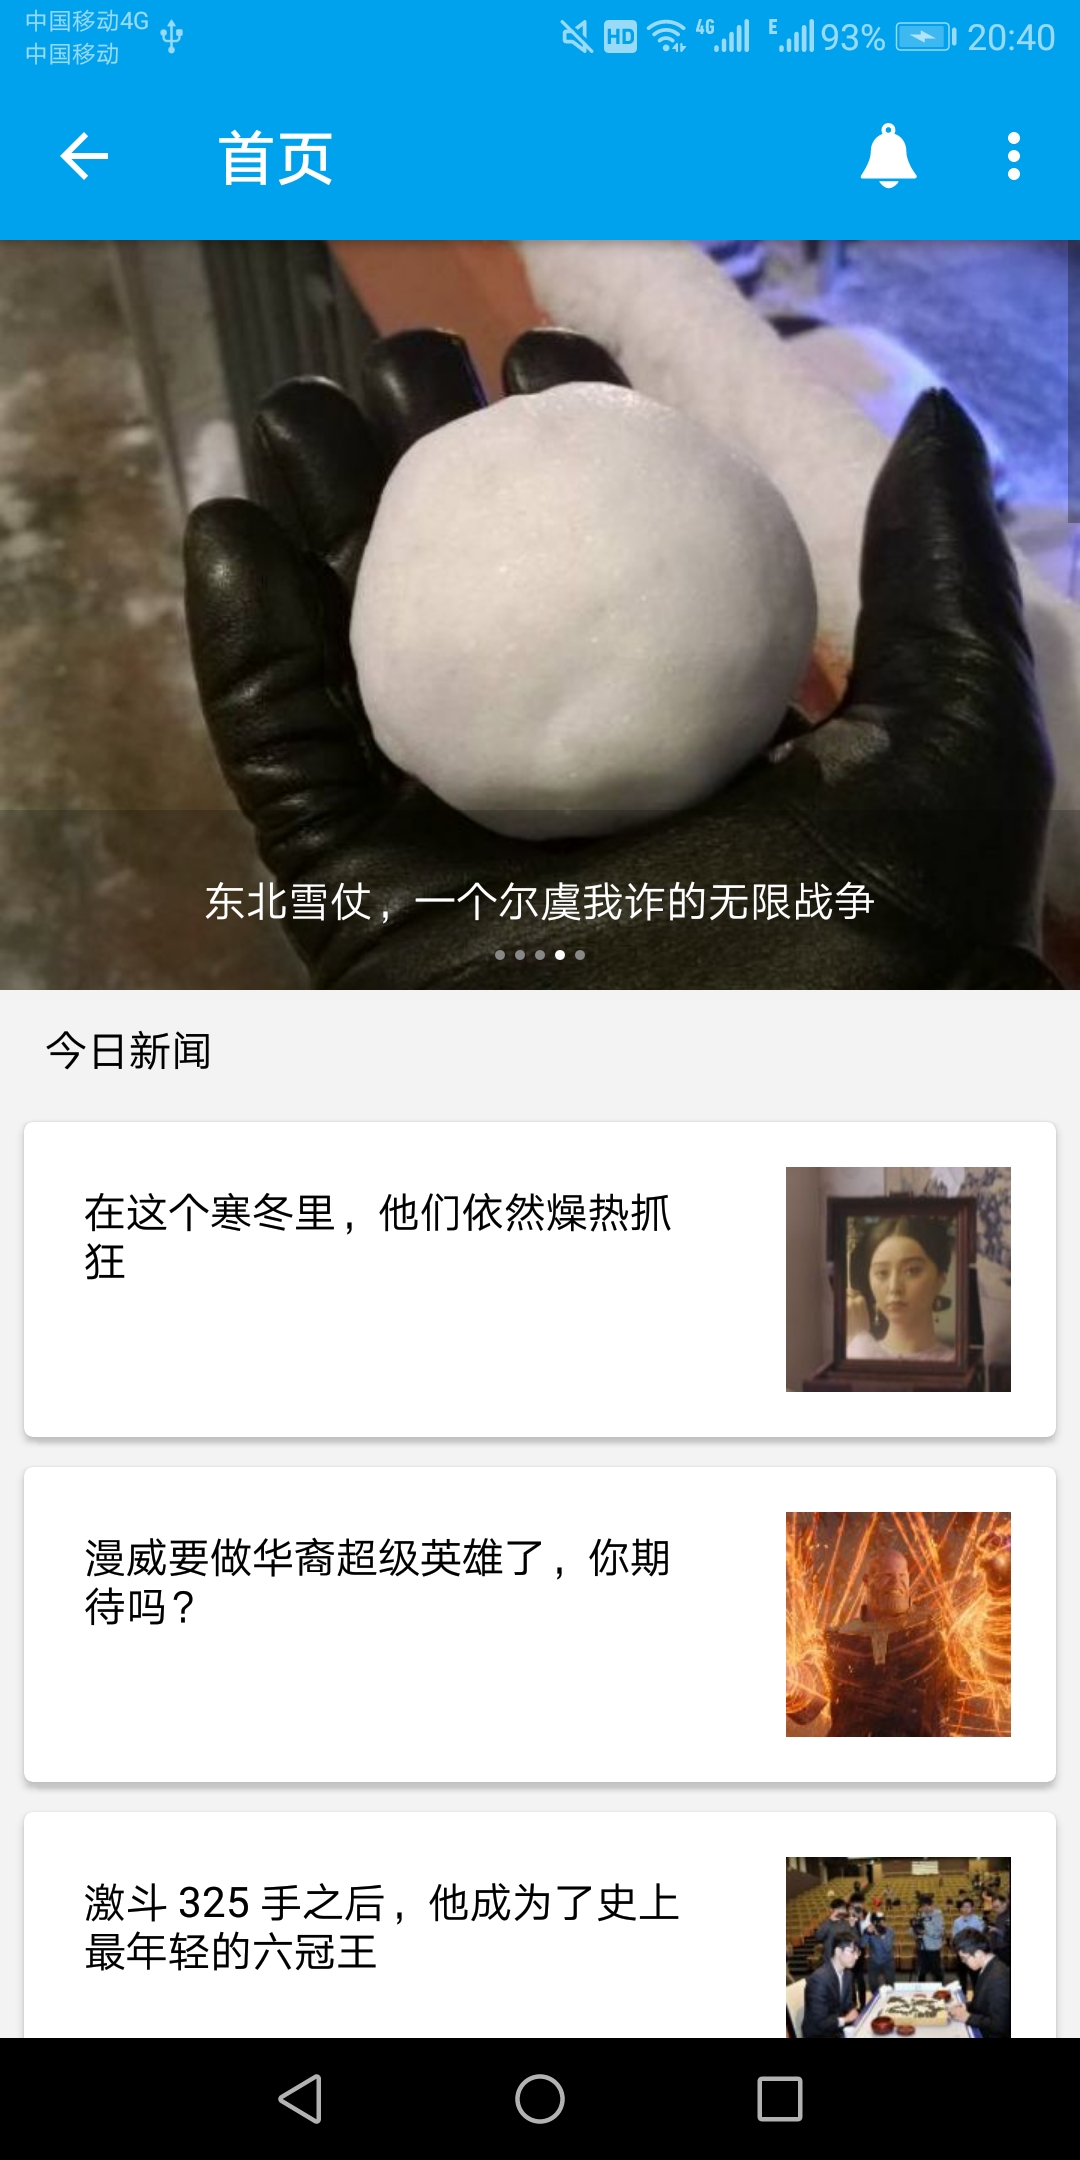 中国移动4G
中国移动
HD 4G E 93% 20:40
首页
东北雪仗，一个尔虞我诈的无限战争
今日新闻
在这个寒冬里，他们依然燥热抓
狂
漫威要做华裔超级英雄了，你期
待吗？
激斗 325 手之后，他成为了史上
最年轻的六冠王